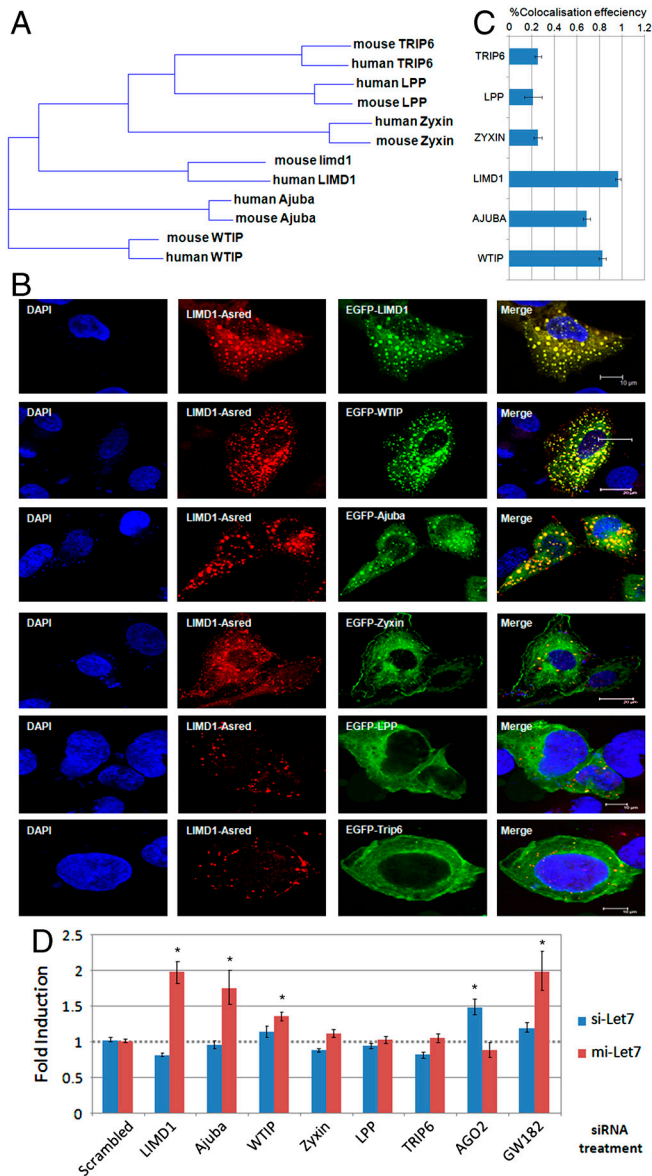 A
mouse TRIP6
human TRIP6
human LPP
mouse LPP
human Zyxin
mouse Zyxin
mouse limd1
human LIMD1
human Ajuba
mouse Ajuba
mouse WTIP
human WTIP
C
%Colocalisation effeciency
0 0.2 0.4 0.6 0.8 1 1.2
TRIP6
LPP
ZYXIN
LIMD1
AJUBA
WTIP
B
DAPI LIMD1-Asred EGFP-LIMD1 Merge
10 µm
DAPI LIMD1-Asred EGFP-WTIP Merge
20 µm
DAPI LIMD1-Asred EGFP-Ajuba Merge
DAPI LIMD1-Asred EGFP-Zyxin Merge
20 µm
DAPI LIMD1-Asred EGFP-LPP Merge
10 µm
DAPI LIMD1-Asred EGFP-Trip6 Merge
10 µm
D
Fold Induction
2.5
2
1.5
1
0.5
0
* * * * *
Scrambled
LIMD1
Ajuba
WTIP
Zyxin
LPP
TRIP6
AGO2
GW182
si-Let7
mi-Let7
siRNA
treatment